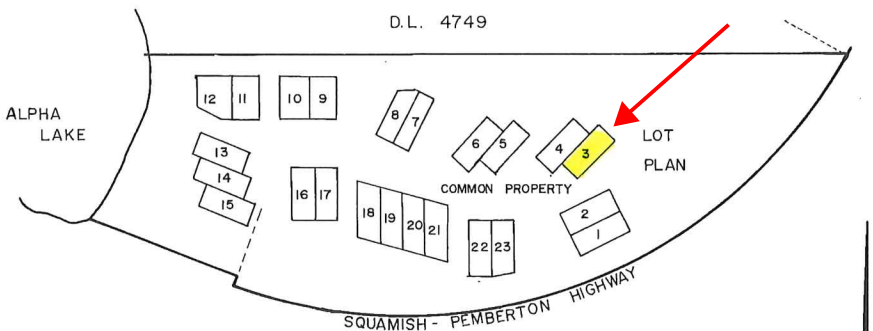 D.L. 4749
ALPHA
LAKE
12 11 10 9
8 7
6 5 4 3
LOT
PLAN
13
14
15
16 17
COMMON PROPERTY
18 19 20 21
2
1
22 23
SQUAMISH - PEMBERTON HIGHWAY